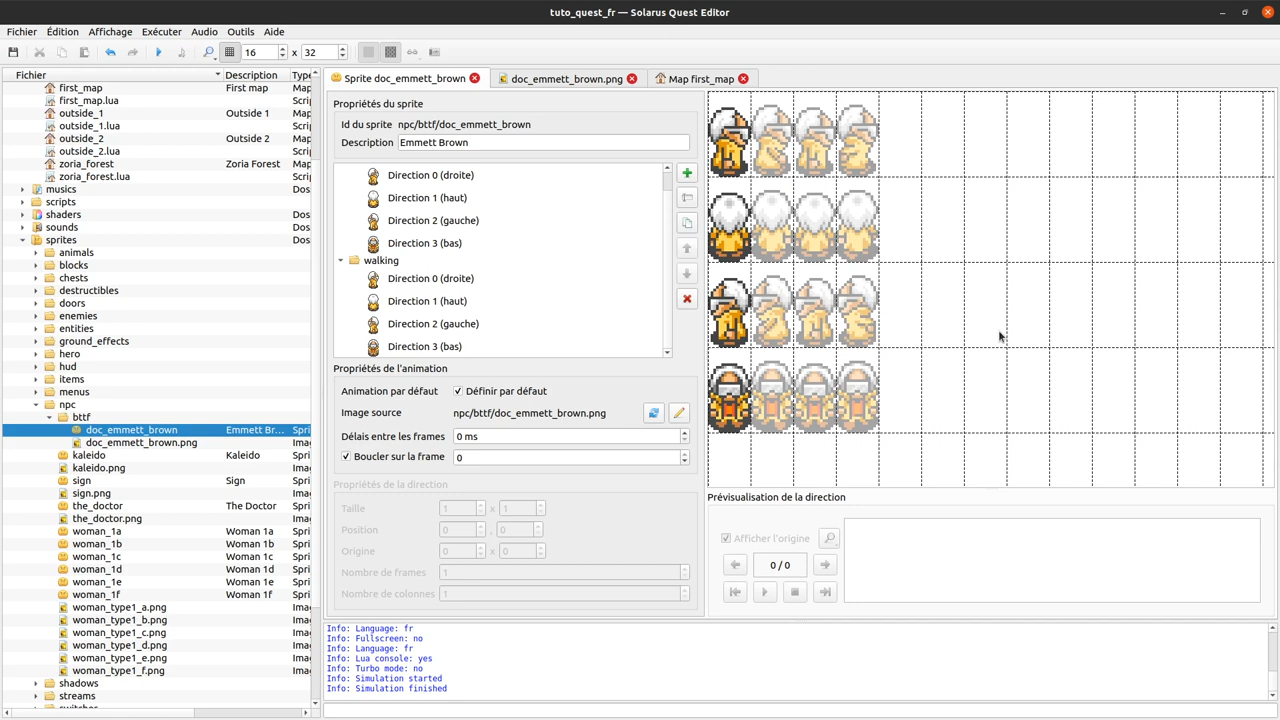 tuto_quest_fr — Solarus Quest Editor
Fichier Édition Affichage Exécuter Audio Outils Aide
16 x 32
Fichier Description Type
first_map First map Map
first_map.lua Scri
outside_1 Outside 1 Map
outside_1.lua Scri
outside_2 Outside 2 Map
outside_2.lua Scri
zoria_forest Zoria Forest Map
zoria_forest.lua Scri
musics Dos
scripts
shaders Dos
sounds Dos
sprites Dos
animals
blocks
chests
destructibles
doors
enemies
entities
ground_effects
hero
hud
items
menus
npc
bttf
doc_emmett_brown Emmett Br... Spri
doc_emmett_brown.png Ima
kaleido Kaleido Spri
kaleido.png Ima
sign Sign Spri
sign.png Ima
the_doctor The Doctor Spri
the_doctor.png Ima
woman_1a Woman 1a Spri
woman_1b Woman 1b Spri
woman_1c Woman 1c Spri
woman_1d Woman 1d Spri
woman_1e Woman 1e Spri
woman_1f Woman 1f Spri
woman_type1_a.png Ima
woman_type1_b.png Ima
woman_type1_c.png Ima
woman_type1_d.png Ima
woman_type1_e.png Ima
woman_type1_f.png Ima
shadows Dos
streams Dos
Sprite doc_emmett_brown doc_emmett_brown.png Map first_map
Propriétés du sprite
Id du sprite npc/bttf/doc_emmett_brown
Description Emmett Brown
Direction 0 (droite)
Direction 1 (haut)
Direction 2 (gauche)
Direction 3 (bas)
walking
Direction 0 (droite)
Direction 1 (haut)
Direction 2 (gauche)
Direction 3 (bas)
Propriétés de l'animation
Animation par défaut Définir par défaut
Image source npc/bttf/doc_emmett_brown.png
Délais entre les frames 0 ms
Boucler sur la frame 0
Propriétés de la direction
Taille 1 x 1
Position 0 , 0
Origine 0 x 0
Nombre de frames 1
Nombre de colonnes 1
Prévisualisation de la direction
Afficher l'origine
0 / 0
Info: Language: fr
Info: Fullscreen: no
Info: Language: fr
Info: Lua console: yes
Info: Turbo mode: no
Info: Simulation started
Info: Simulation finished